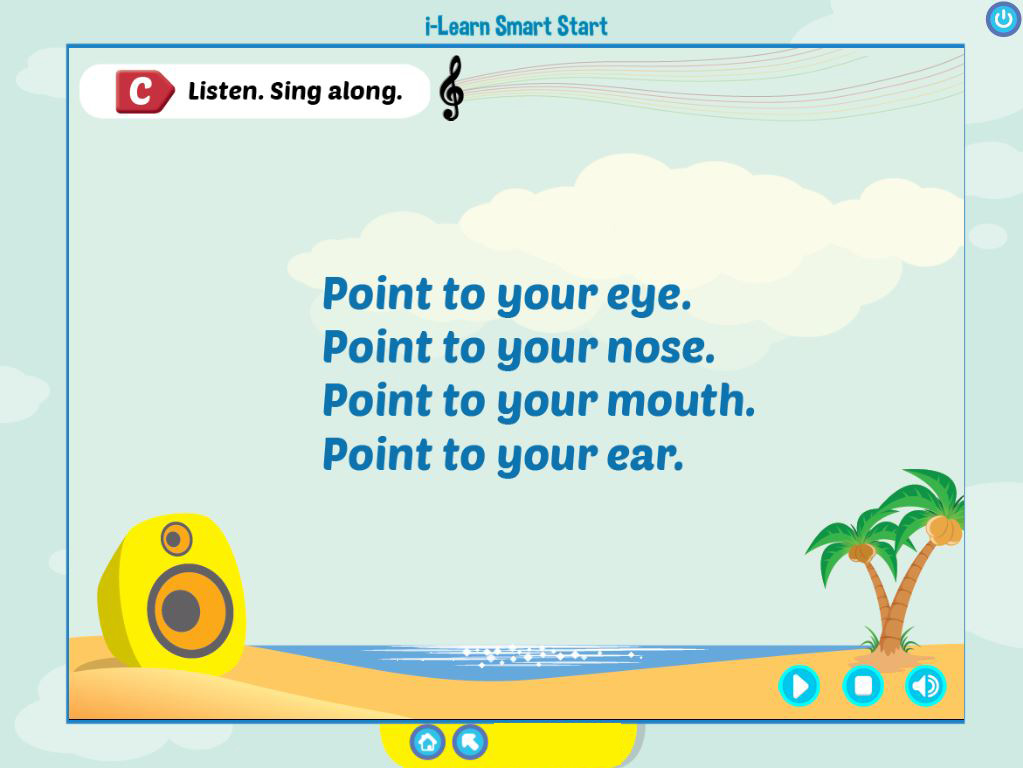 i-Learn Smart Start
C Listen. Sing along.
Point to your eye.
Point to your nose.
Point to your mouth.
Point to your ear.